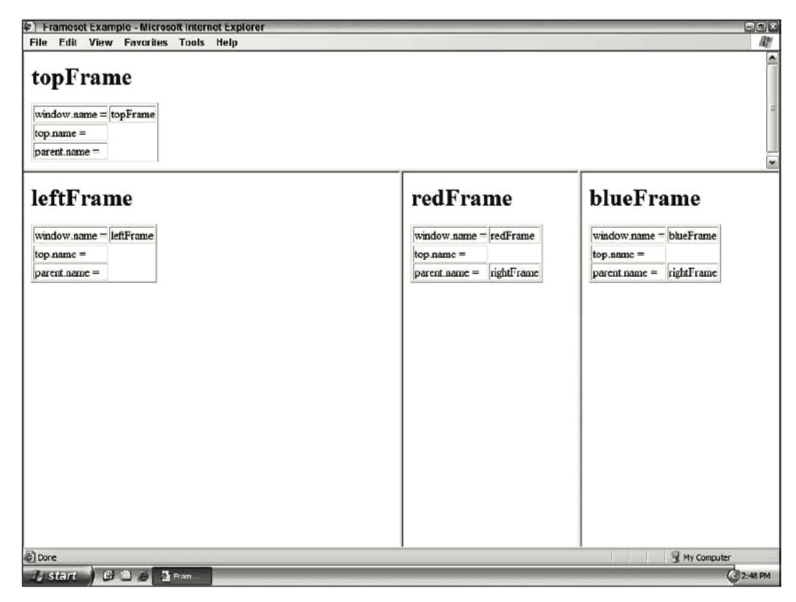 Frameset Example - Microsoft Internet Explorer
File Edit View Favorites Tools Help
topFrame
window.name = topFrame
top.name =
parent.name =
leftFrame
window.name = leftFrame
top.name =
parent.name =
redFrame
window.name = redFrame
top.name =
parent.name = rightFrame
blueFrame
window.name = blueFrame
top.name =
parent.name = rightFrame
Done
My Computer
start
Fram...
2:48 PM